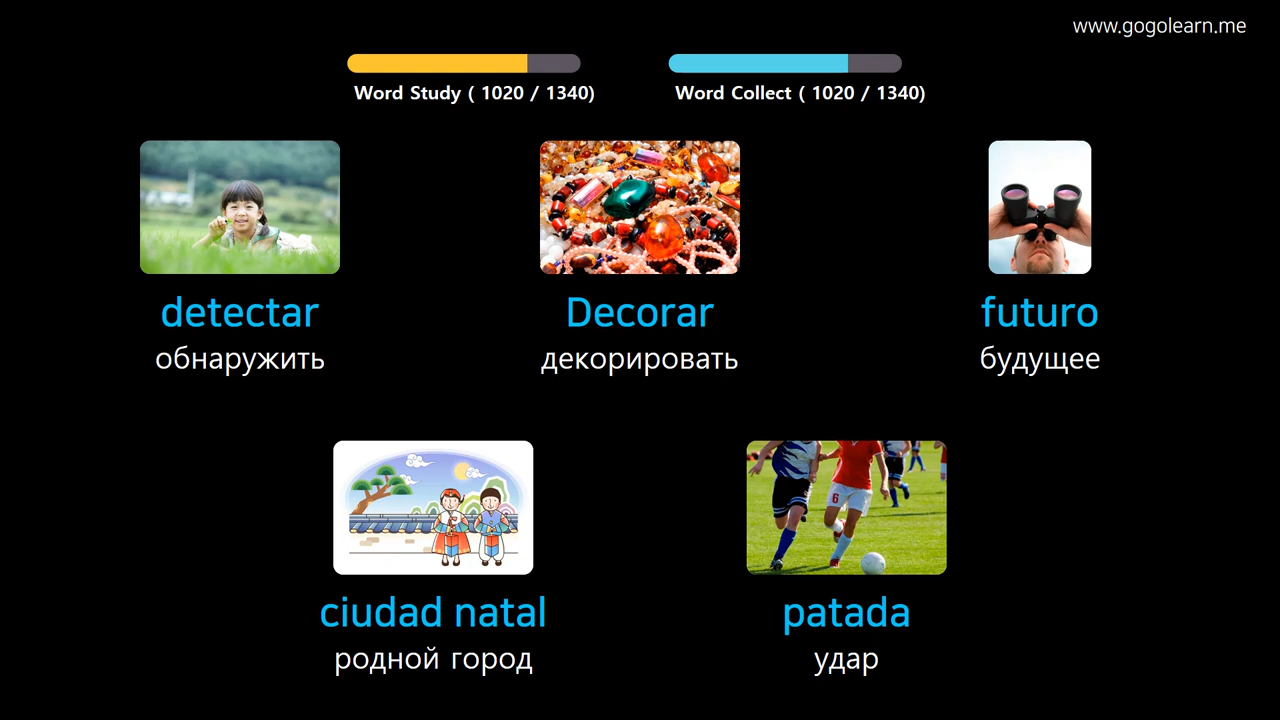 www.gogolearn.me
Word Study ( 1020 / 1340)
Word Collect ( 1020 / 1340)
detectar
обнаружить
Decorar
декорировать
futuro
будущее
6
ciudad natal
родной город
patada
удар